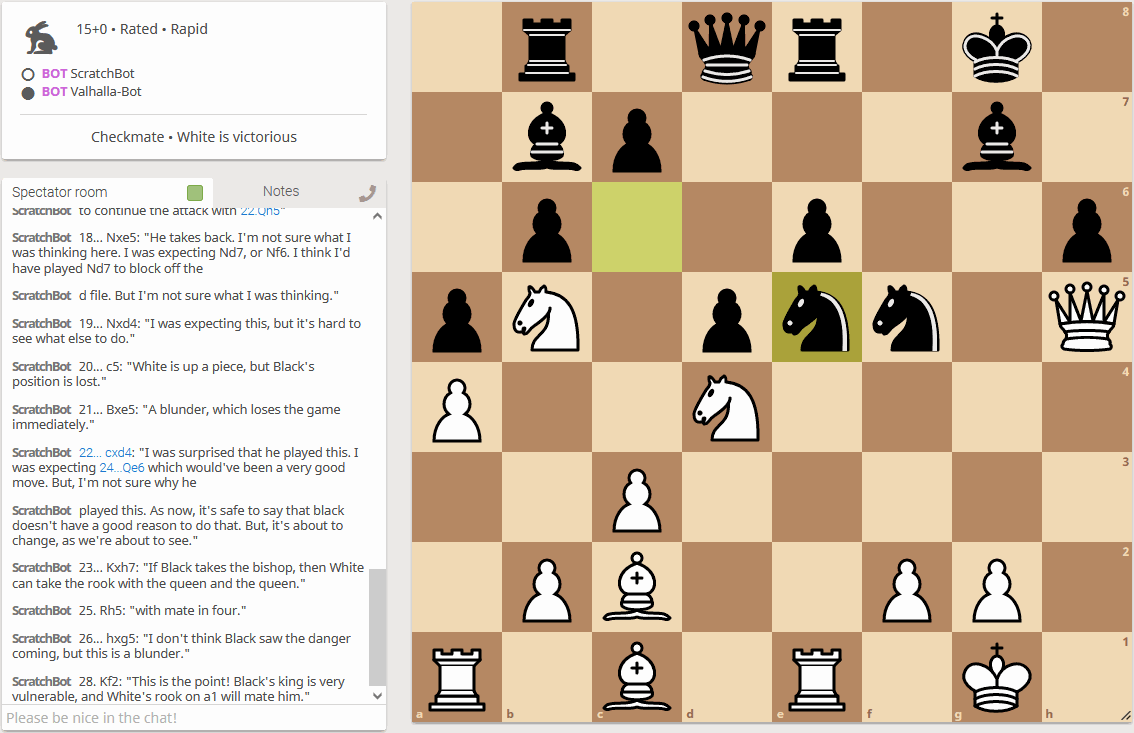 15+0 • Rated • Rapid
BOT ScratchBot
BOT Valhalla-Bot
Checkmate • White is victorious
Spectator room
Notes
ScratchBot to continue the attack with 22.Qh5"
ScratchBot 18... Nxe5: "He takes back. I'm not sure what I
was thinking here. I was expecting Nd7, or Nf6. I think I'd
have played Nd7 to block off the
ScratchBot d file. But I'm not sure what I was thinking."
ScratchBot 19... Nxd4: "I was expecting this, but it's hard to
see what else to do."
ScratchBot 20... c5: "White is up a piece, but Black's
position is lost."
ScratchBot 21... Bxe5: "A blunder, which loses the game
immediately."
ScratchBot 22... cxd4: "I was surprised that he played this. I
was expecting 24...Qe6 which would've been a very good
move. But, I'm not sure why he
ScratchBot played this. As now, it's safe to say that black
doesn't have a good reason to do that. But, it's about to
change, as we're about to see."
ScratchBot 23... Kxh7: "If Black takes the bishop, then White
can take the rook with the queen and the queen."
ScratchBot 25. Rh5: "with mate in four."
ScratchBot 26... hxg5: "I don't think Black saw the danger
coming, but this is a blunder."
ScratchBot 28. Kf2: "This is the point! Black's king is very
vulnerable, and White's rook on a1 will mate him."
Please be nice in the chat!
8
7
6
5
4
3
2
1
a b c d e f g h